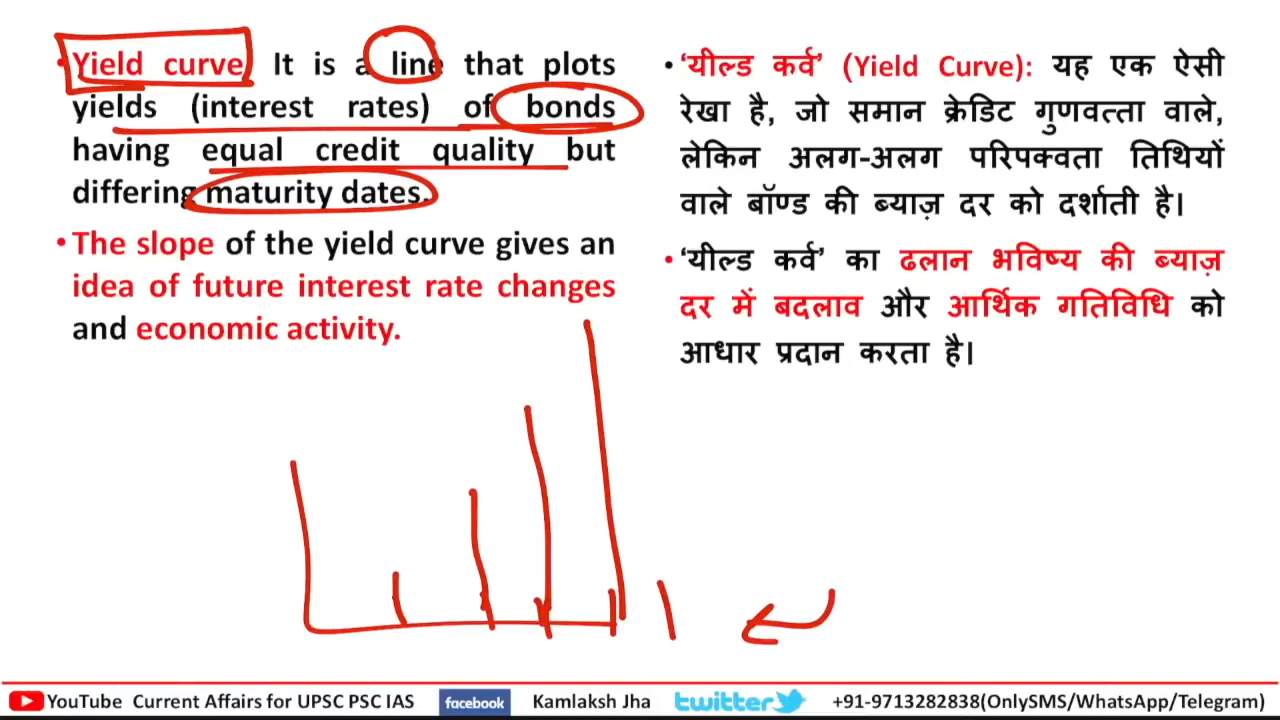 • Yield curve It is a line that plots
yields (interest rates) of bonds
having equal credit quality but
differing maturity dates.
• The slope of the yield curve gives an
idea of future interest rate changes
and economic activity.
• ‘यील्ड कर्व’ (Yield Curve): यह एक ऐसी
रेखा है, जो समान क्रेडिट गुणवत्ता वाले,
लेकिन अलग-अलग परिपक्वता तिथियों
वाले बॉण्ड की ब्याज़ दर को दर्शाती है।
• ‘यील्ड कर्व’ का ढलान भविष्य की ब्याज़
दर में बदलाव और आर्थिक गतिविधि को
आधार प्रदान करता है।
YouTube Current Affairs for UPSC PSC IAS facebook Kamlaksh Jha twitter +91-9713282838(OnlySMS/WhatsApp/Telegram)